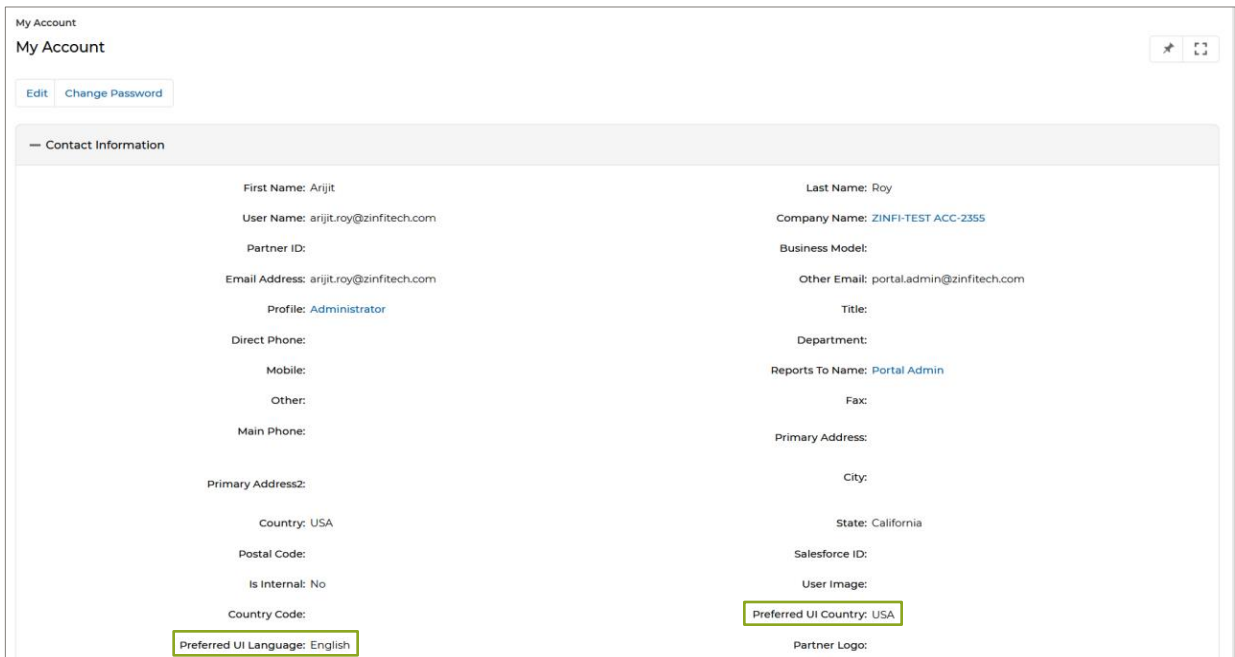 My Account
My Account
Edit Change Password
— Contact Information
First Name: Arijit Last Name: Roy
User Name: arijit.roy@zinfitech.com Company Name: ZINFI-TEST ACC-2355
Partner ID: Business Model:
Email Address: arijit.roy@zinfitech.com Other Email: portal.admin@zinfitech.com
Profile: Administrator Title:
Direct Phone: Department:
Mobile: Reports To Name: Portal Admin
Other: Fax:
Main Phone: Primary Address:
Primary Address2: City:
Country: USA State: California
Postal Code: Salesforce ID:
Is Internal: No User Image:
Country Code: Preferred UI Country: USA
Preferred UI Language: English Partner Logo: